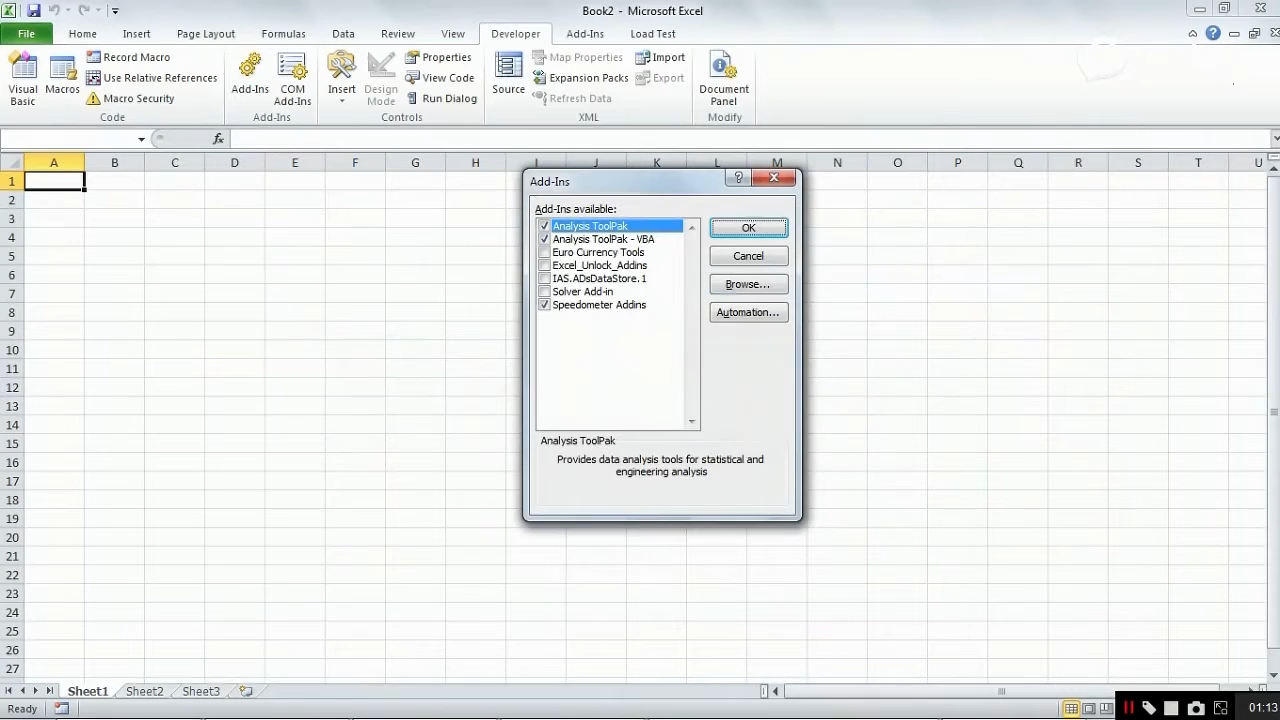 Book2 - Microsoft Excel
File Home Insert Page Layout Formulas Data Review View Developer Add-Ins Load Test
Visual Basic
Macros
Record Macro
Use Relative References
Macro Security
Code
Add-Ins
COM Add-Ins
Add-Ins
Insert
Design Mode
Properties
View Code
Run Dialog
Controls
Source
Map Properties
Expansion Packs
Refresh Data
Import
Export
XML
Document Panel
Modify
fx
A B C D E F G H I J K L M N O P Q R S T U
1
2
3
4
5
6
7
8
9
10
11
12
13
14
15
16
17
18
19
20
21
22
23
24
25
26
27
Add-Ins
?
Add-Ins available:
Analysis ToolPak
Analysis ToolPak - VBA
Euro Currency Tools
Excel_Unlock_Addins
IAS.ADsDataStore.1
Solver Add-in
Speedometer Addins
OK
Cancel
Browse...
Automation...
Analysis ToolPak
Provides data analysis tools for statistical and
engineering analysis
Sheet1 Sheet2 Sheet3
Ready
01:13